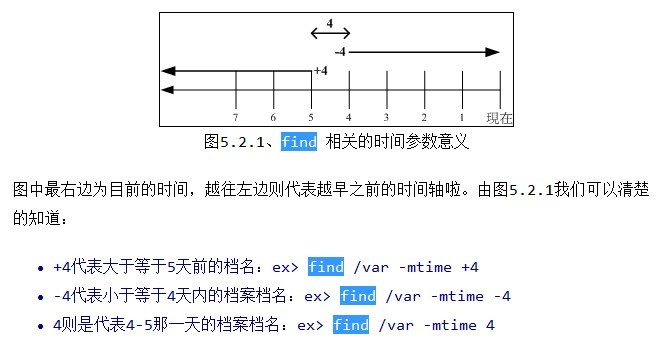 4
-4
+4
7 6 5 4 3 2 1 現在
图5.2.1、find 相关的时间参数意义
图中最右边为目前的时间，越往左边则代表越早之前的时间轴啦。由图5.2.1我们可以清楚
的知道：
• +4代表大于等于5天前的档名：ex> find /var -mtime +4
• -4代表小于等于4天内的档案档名：ex> find /var -mtime -4
• 4则是代表4-5那一天的档案档名：ex> find /var -mtime 4